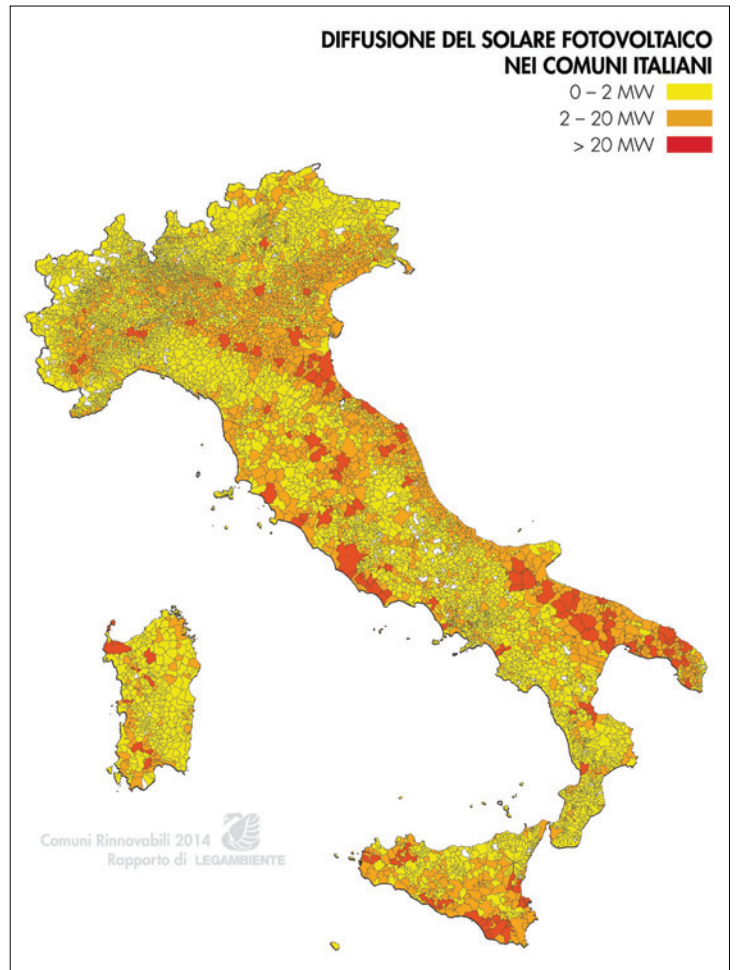 DIFFUSIONE DEL SOLARE FOTOVOLTAICO
NEI COMUNI ITALIANI
0 – 2 MW
2 – 20 MW
> 20 MW
Comuni Rinnovabili 2014
Rapporto di LEGAMBIENTE